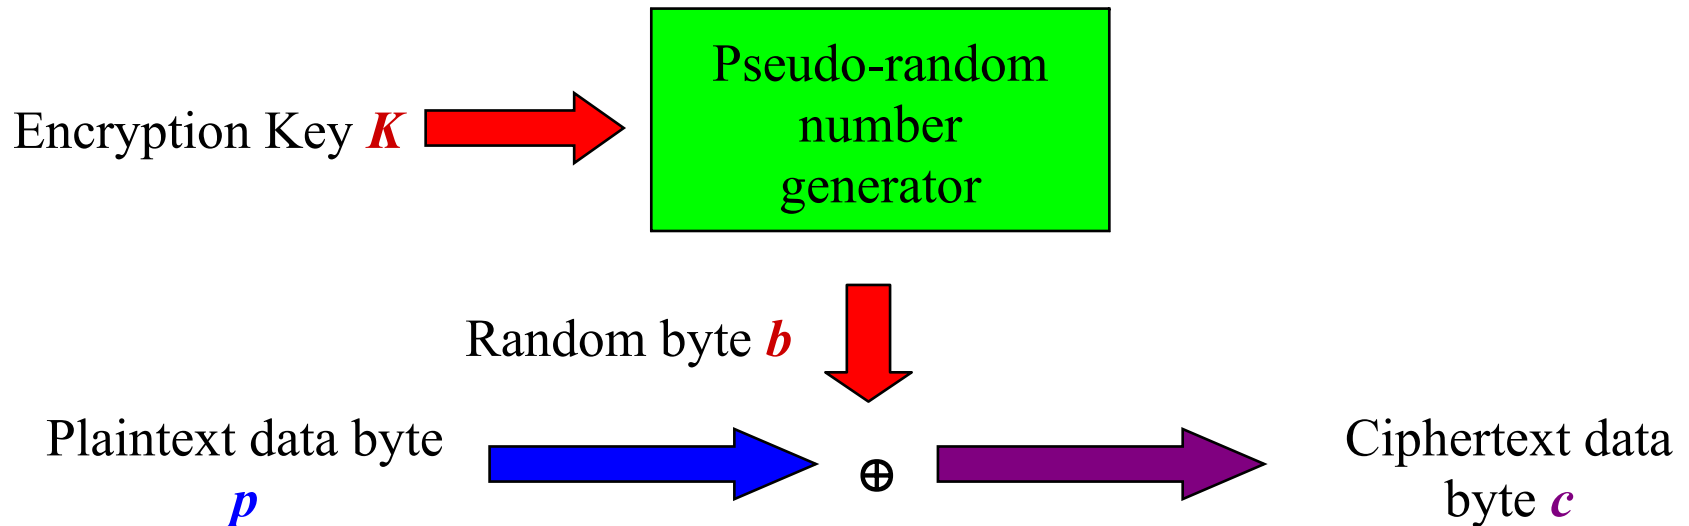 Pseudo-random
number
generator
Encryption Key K
Random byte b
Plaintext data byte
p
⊕
Ciphertext data
byte c